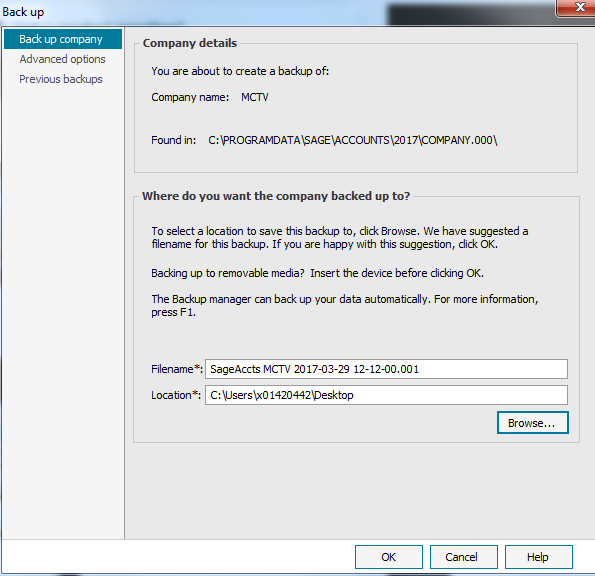 Back up
Back up company
Advanced options
Previous backups
Company details
You are about to create a backup of:
Company name: MCTV
Found in: C:\PROGRAMDATA\SAGE\ACCOUNTS\2017\COMPANY.000\
Where do you want the company backed up to?
To select a location to save this backup to, click Browse. We have suggested a
filename for this backup. If you are happy with this suggestion, click OK.
Backing up to removable media? Insert the device before clicking OK.
The Backup manager can back up your data automatically. For more information,
press F1.
Filename*: SageAccts MCTV 2017-03-29 12-12-00.001
Location*: C:\Users\x01420442\Desktop
Browse...
OK Cancel Help